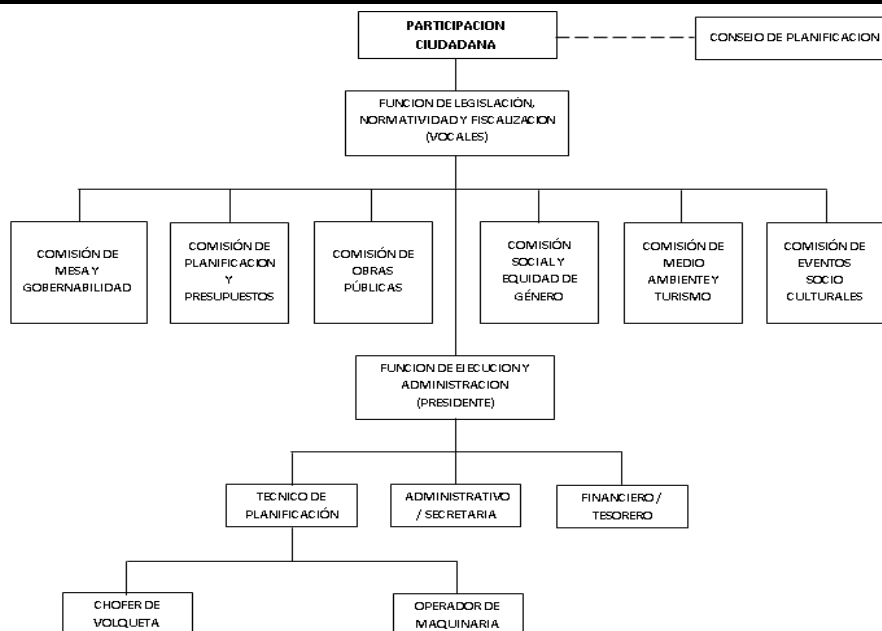 PARTICIPACION
CIUDADANA
CONSEJO DE PLANIFICACION
FUNCION DE LEGISLACIÓN,
NORMATIVIDAD Y FISCALIZACION
(VOCALES)
COMISIÓN DE
MESA Y
GOBERNABILIDAD
COMISIÓN DE
PLANIFICACION
Y
PRESUPUESTOS
COMISIÓN DE
OBRAS
PÚBLICAS
COMISIÓN
SOCIAL Y
EQUIDAD DE
GÉNERO
COMISIÓN DE
MEDIO
AMBIENTE Y
TURISMO
COMISIÓN DE
EVENTOS
SOCIO
CULTURALES
FUNCION DE EJECUCION Y
ADMINISTRACION
(PRESIDENTE)
TECNICO DE
PLANIFICACIÓN
ADMINISTRATIVO
/ SECRETARIA
FINANCIERO /
TESORERO
CHOFER DE
VOLQUETA
OPERADOR DE
MAQUINARIA